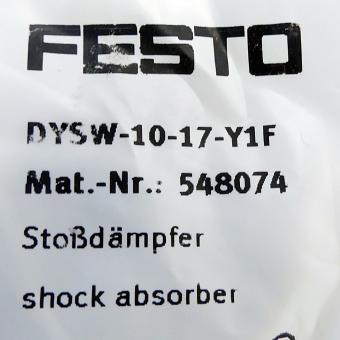 FESTO
DYSW-10-17-Y1F
Mat.-Nr.: 548074
Stoßdämpfer
shock absorber